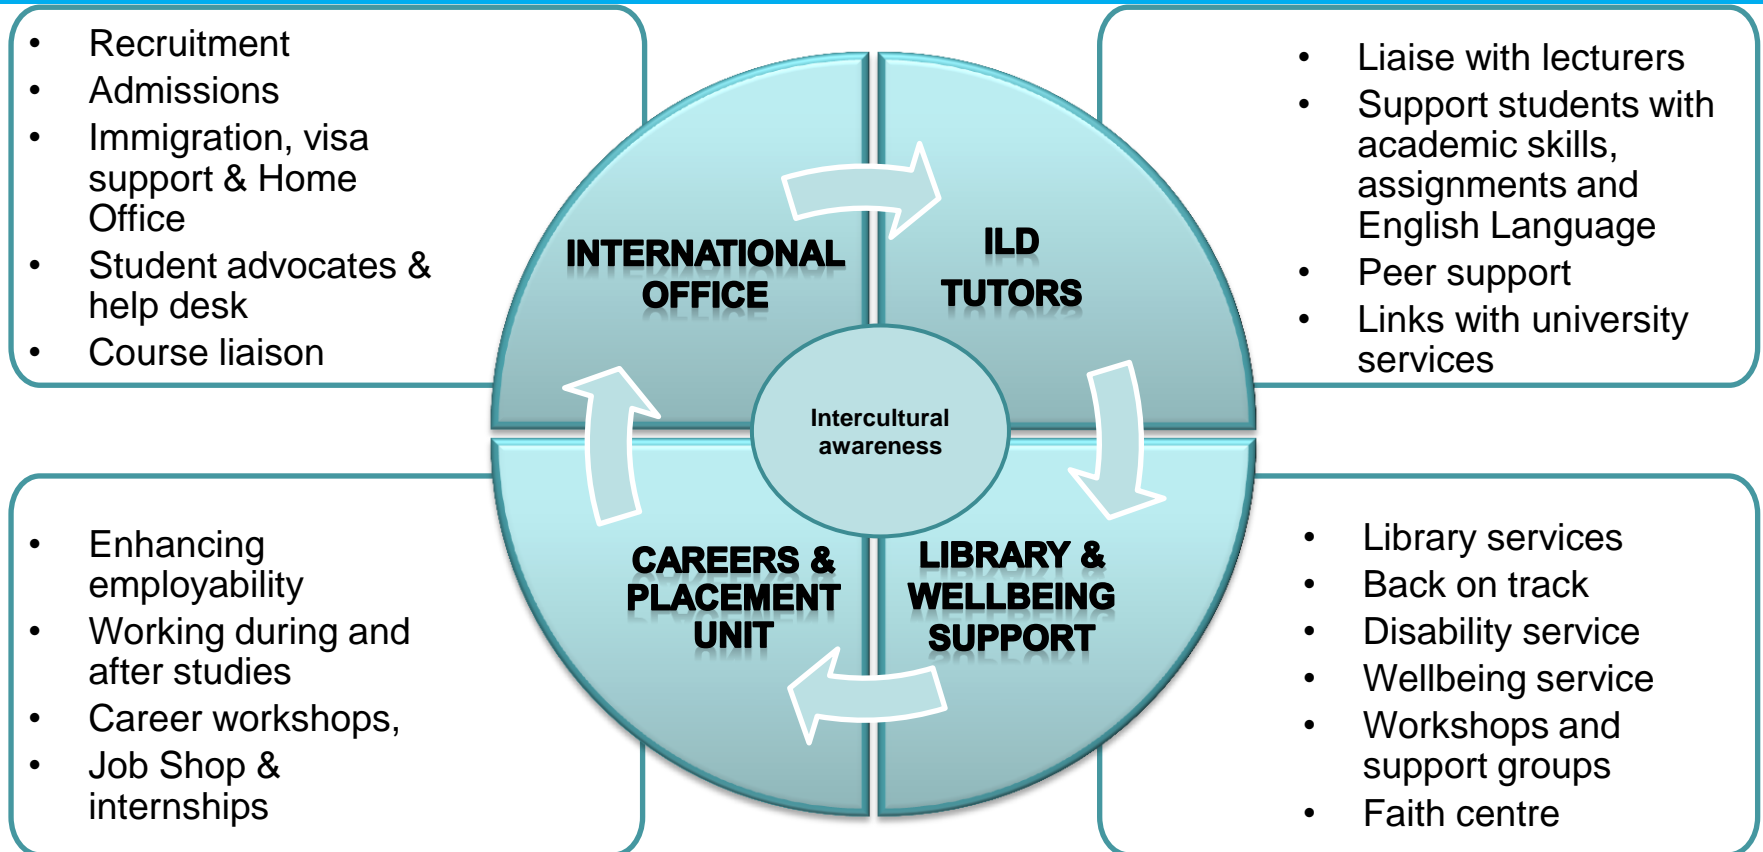 • Recruitment
• Admissions
• Immigration, visa
support & Home
Office
• Student advocates &
help desk
• Course liaison
INTERNATIONAL
OFFICE
ILD
TUTORS
• Liaise with lecturers
• Support students with
academic skills,
assignments and
English Language
• Peer support
• Links with university
services
Intercultural
awareness
• Enhancing
employability
• Working during and
after studies
• Career workshops,
• Job Shop &
internships
CAREERS &
PLACEMENT
UNIT
LIBRARY &
WELLBEING
SUPPORT
• Library services
• Back on track
• Disability service
• Wellbeing service
• Workshops and
support groups
• Faith centre